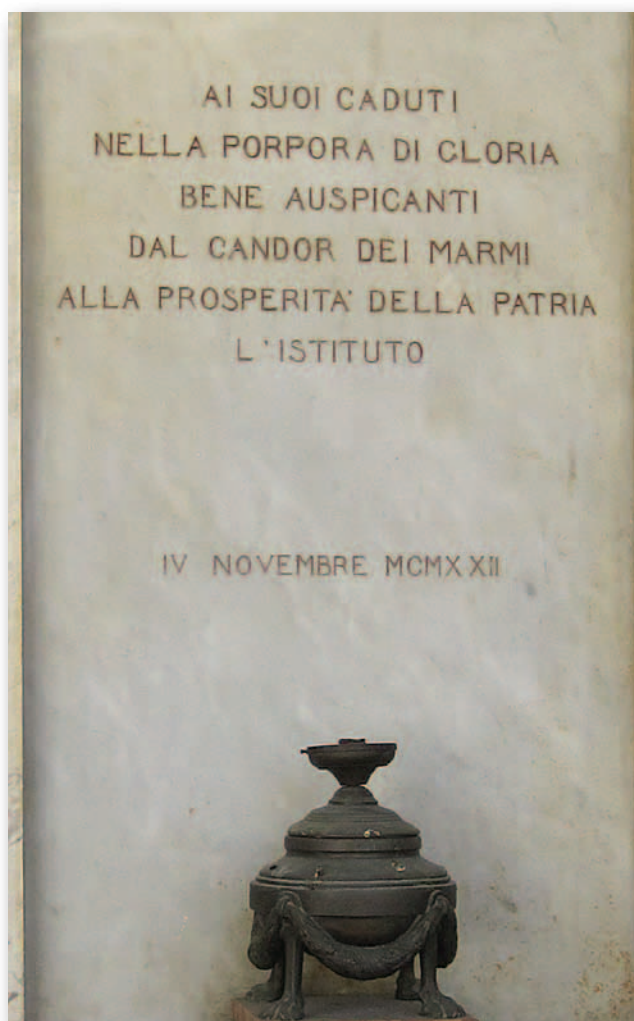 AI SUOI CADUTI
NELLA PORPORA DI GLORIA
BENE AUSPICANTI
DAL CANDOR DEI MARMI
ALLA PROSPERITA' DELLA PATRIA
L'ISTITUTO
IV NOVEMBRE MCMXXII